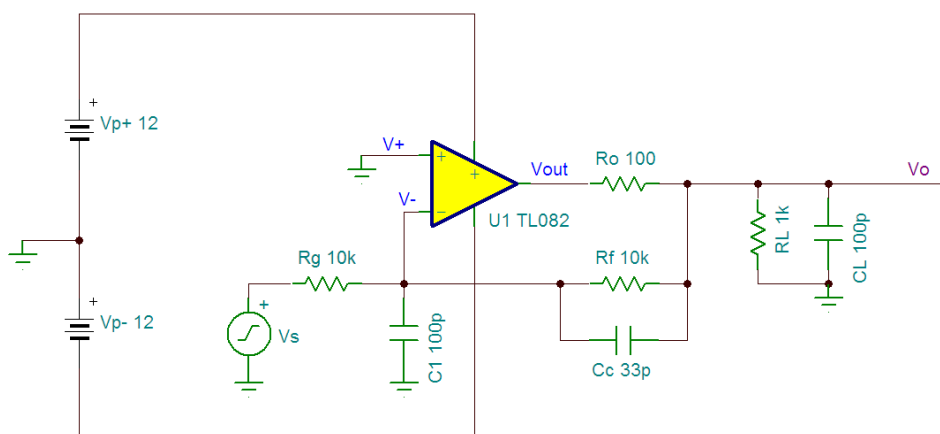 +
Vp+ 12
V+
+
+
Vout
Ro 100
Vo
V-
−
U1 TL082
RL 1k
CL 100p
+
Vp- 12
Rg 10k
Rf 10k
+
Vs
C1 100p
Cc 33p